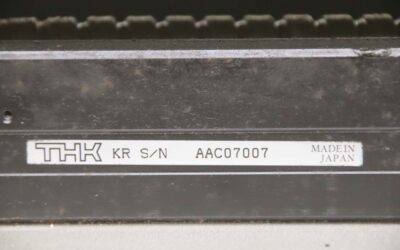 THK KR S/N AAC07007 MADE IN
JAPAN